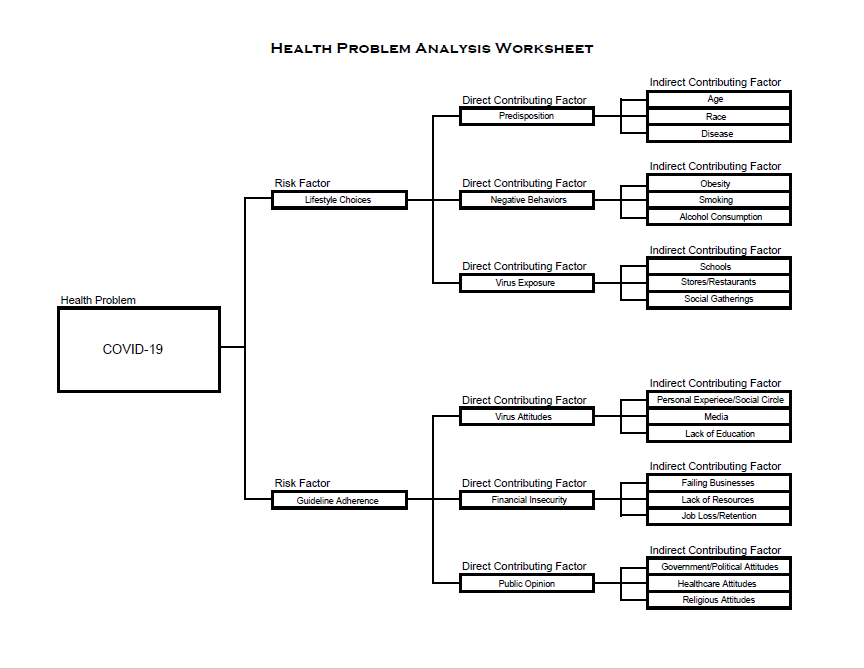 Health Problem Analysis Worksheet
Indirect Contributing Factor
Direct Contributing Factor
Age
Predisposition
Race
Disease
Indirect Contributing Factor
Risk Factor
Direct Contributing Factor
Obesity
Lifestyle Choices
Negative Behaviors
Smoking
Alcohol Consumption
Indirect Contributing Factor
Direct Contributing Factor
Schools
Virus Exposure
Stores/Restaurants
Social Gatherings
Health Problem
COVID-19
Indirect Contributing Factor
Direct Contributing Factor
Personal Experiece/Social Circle
Virus Attitudes
Media
Lack of Education
Indirect Contributing Factor
Risk Factor
Direct Contributing Factor
Failing Businesses
Guideline Adherence
Financial Insecurity
Lack of Resources
Job Loss/Retention
Indirect Contributing Factor
Direct Contributing Factor
Government/Political Attitudes
Public Opinion
Healthcare Attitudes
Religious Attitudes